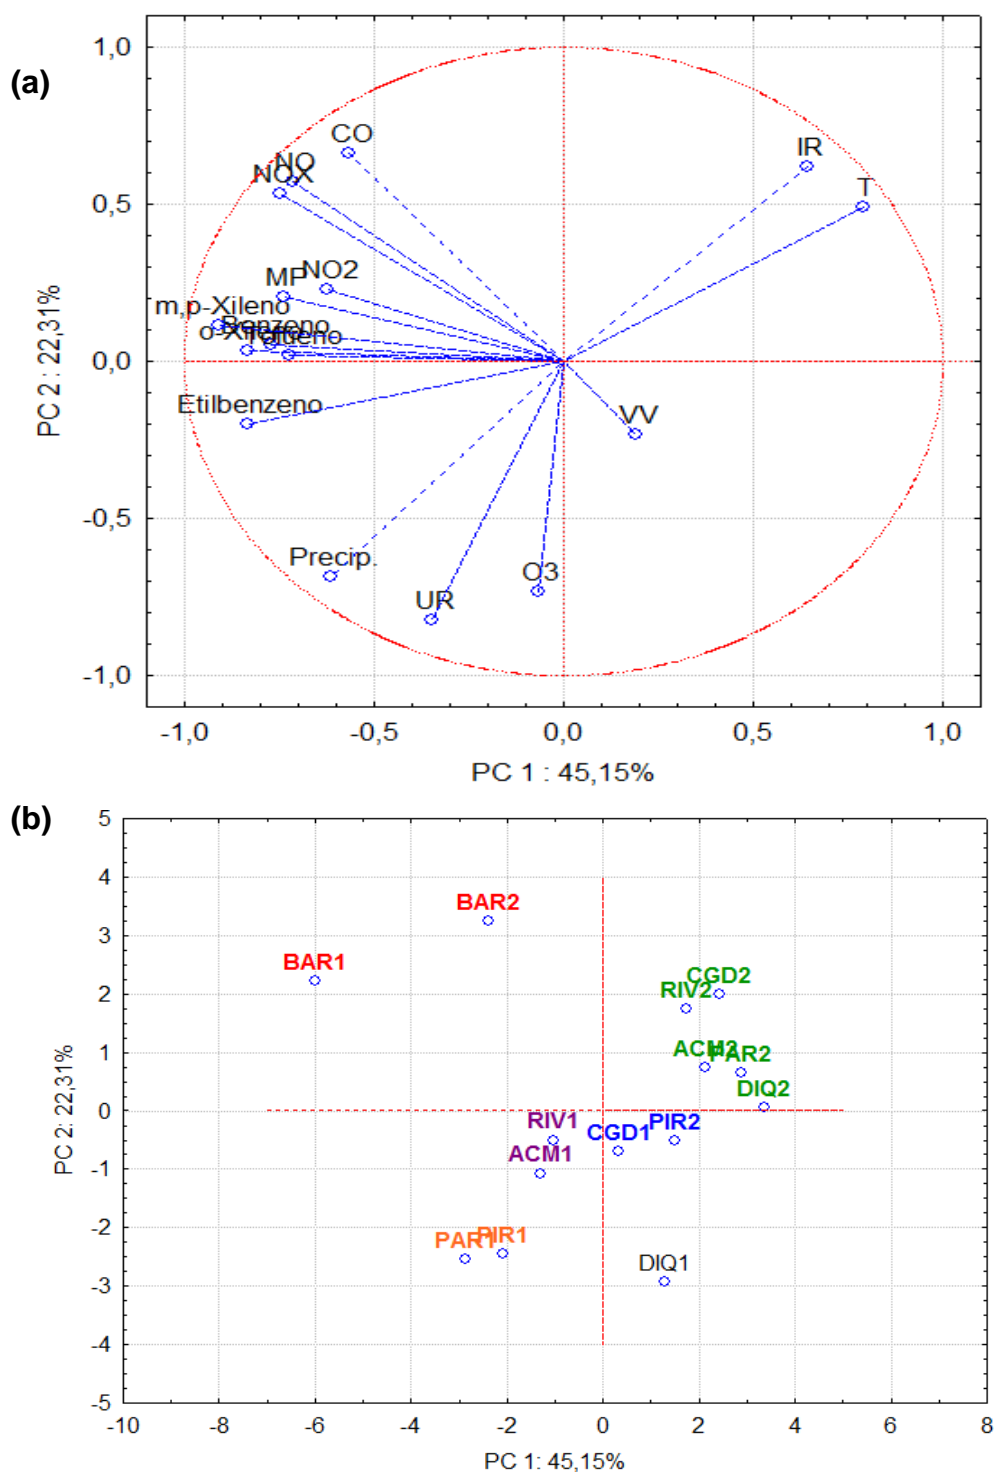 (a)
1,0
0,5
0,0
-0,5
-1,0
PC 2 : 22,31%
CO
NO
NOX
IR
T
MP
NO2
m,p-Xileno
Benzeno
o-Xileno
Tolueno
Etilbenzeno
VV
Precip.
O3
UR
-1,0 -0,5 0,0 0,5 1,0
PC 1 : 45,15%
(b)
5
4
3
2
1
0
-1
-2
-3
-4
-5
PC 2: 22,31%
BAR2
BAR1
CGD2
RIV2
ACM2
PAR2
DIQ2
RIV1
CGD1
PIR2
ACM1
PAR1
PIR1
DIQ1
-10 -8 -6 -4 -2 0 2 4 6 8
PC 1: 45,15%